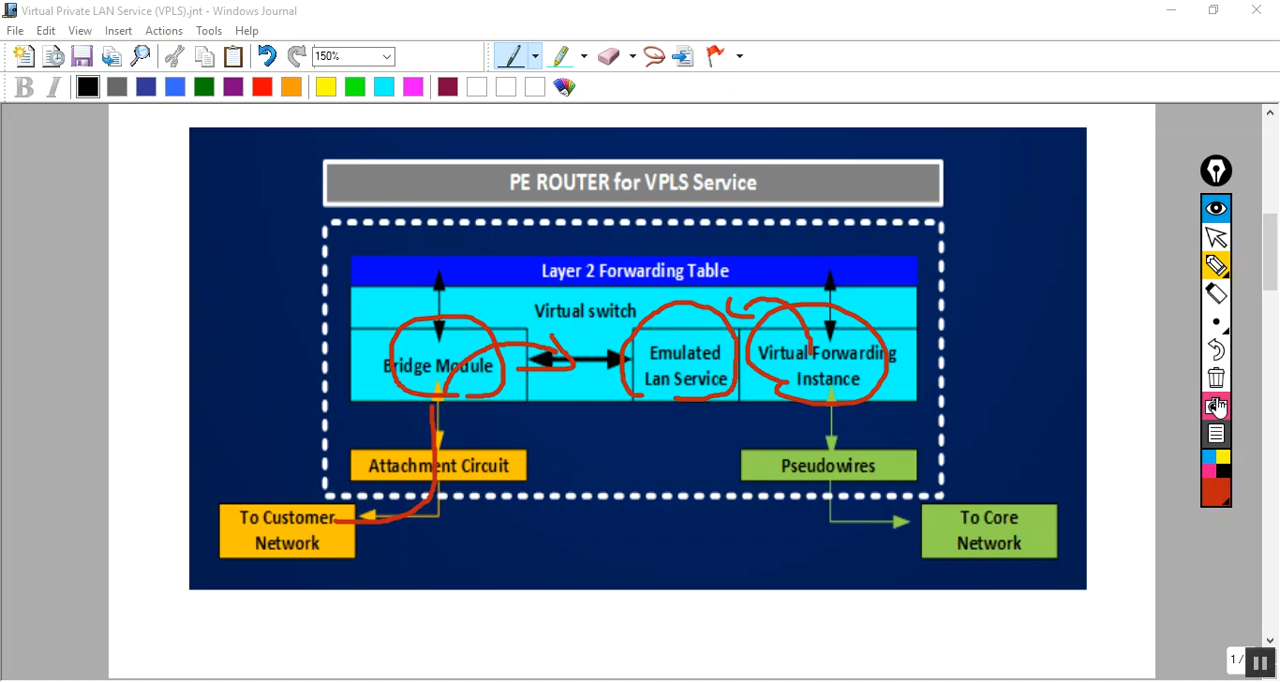 Virtual Private LAN Service (VPLS).jnt - Windows Journal
File Edit View Insert Actions Tools Help
150%
B I
PE ROUTER for VPLS Service
Layer 2 Forwarding Table
Virtual switch
Bridge Module
Emulated
Lan Service
Virtual Forwarding
Instance
Attachment Circuit
Pseudowires
To Customer
Network
To Core
Network
1 /